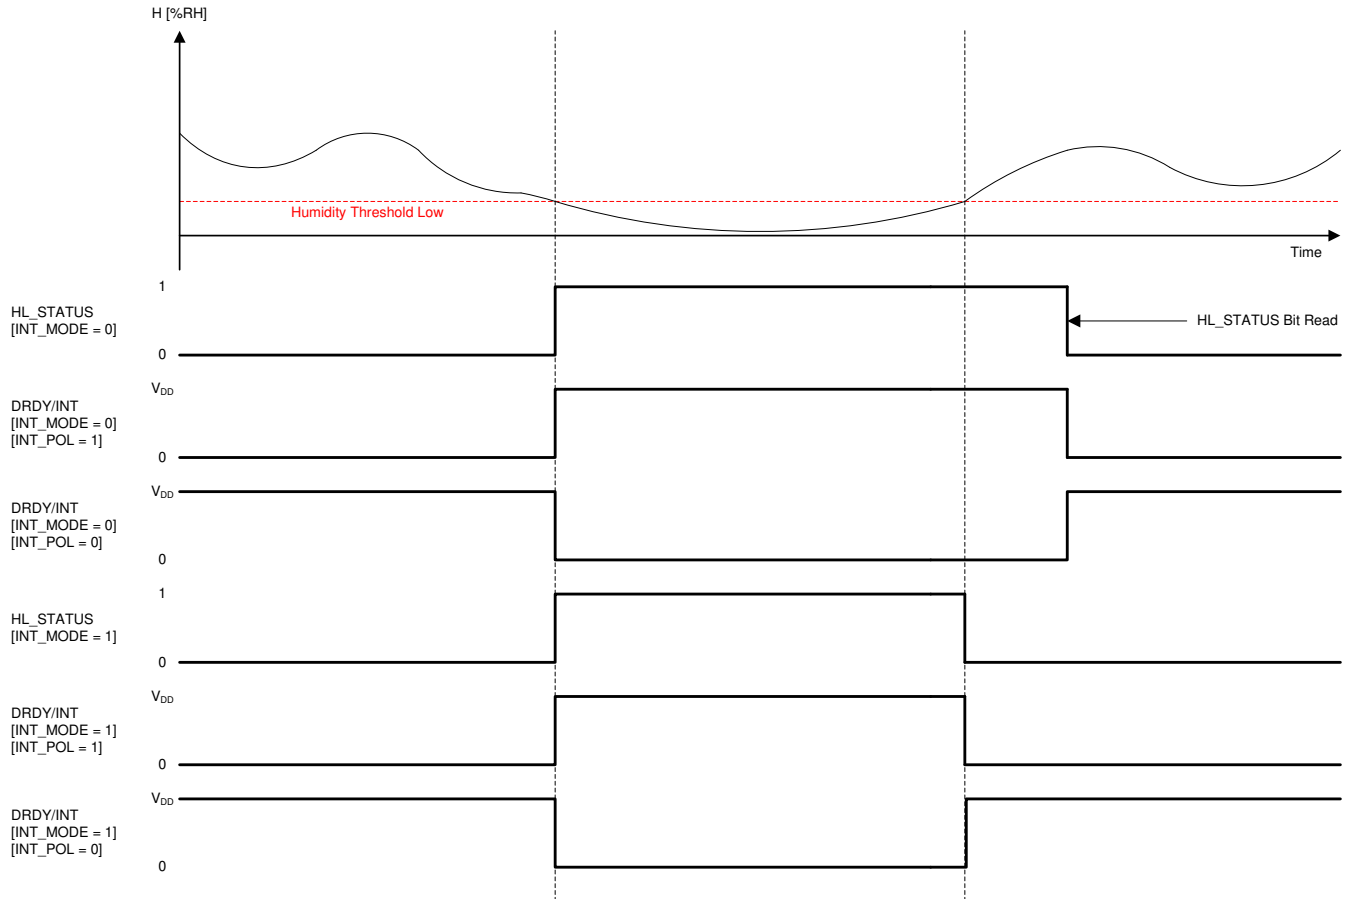 H [%RH]
Humidity Threshold Low
Time
1
HL_STATUS
[INT_MODE = 0]
HL_STATUS Bit Read
0
VDD
DRDY/INT
[INT_MODE = 0]
[INT_POL = 1]
0
VDD
DRDY/INT
[INT_MODE = 0]
[INT_POL = 0]
0
1
HL_STATUS
[INT_MODE = 1]
0
VDD
DRDY/INT
[INT_MODE = 1]
[INT_POL = 1]
0
VDD
DRDY/INT
[INT_MODE = 1]
[INT_POL = 0]
0